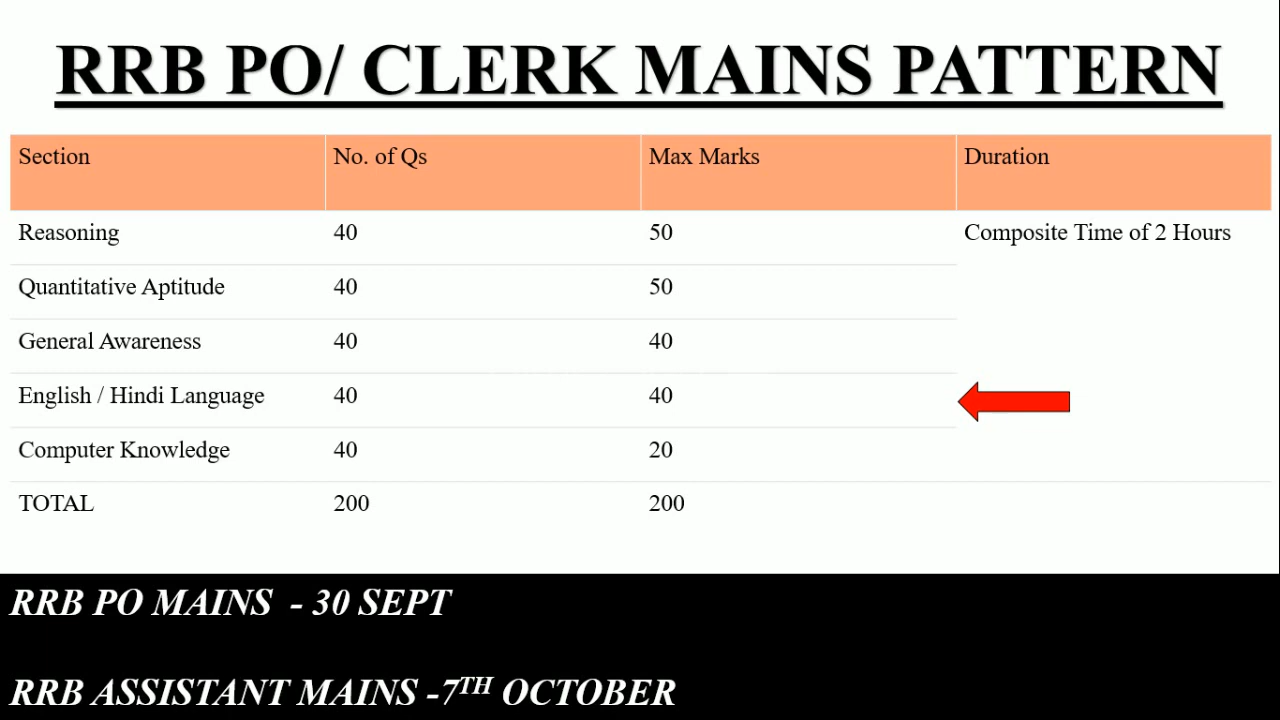 RRB PO/ CLERK MAINS PATTERN
Section No. of Qs Max Marks Duration
Reasoning 40 50 Composite Time of 2 Hours
Quantitative Aptitude 40 50
General Awareness 40 40
English / Hindi Language 40 40
Computer Knowledge 40 20
TOTAL 200 200
RRB PO MAINS - 30 SEPT
RRB ASSISTANT MAINS -7TH OCTOBER